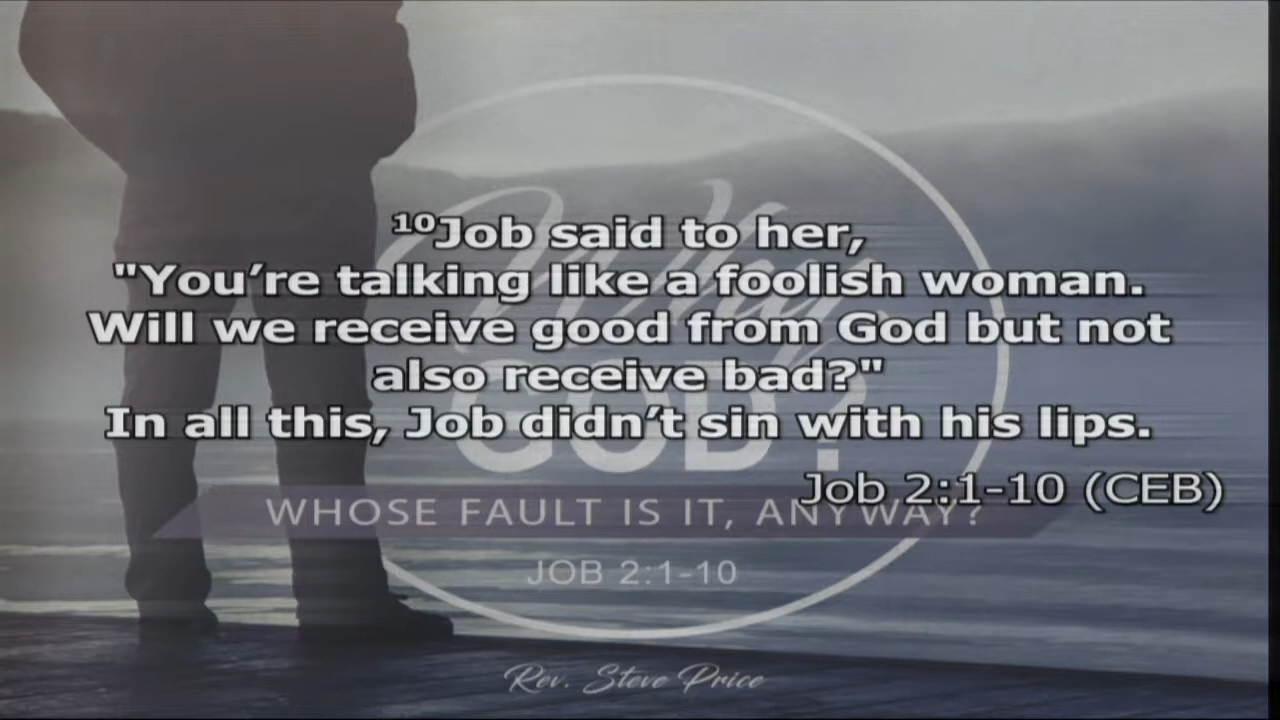 ¹⁰Job said to her,
"You’re talking like a foolish woman.
Will we receive good from God but not
also receive bad?"
In all this, Job didn’t sin with his lips.
Job 2:1-10 (CEB)
Why,
GOD?
WHOSE FAULT IS IT, ANYWAY?
JOB 2:1-10
Rev. Steve Price